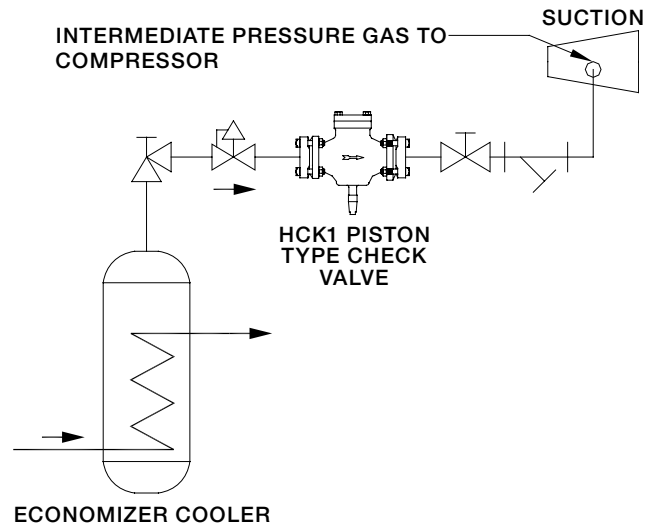 SUCTION
INTERMEDIATE PRESSURE GAS TO
COMPRESSOR
HCK1 PISTON
TYPE CHECK
VALVE
ECONOMIZER COOLER